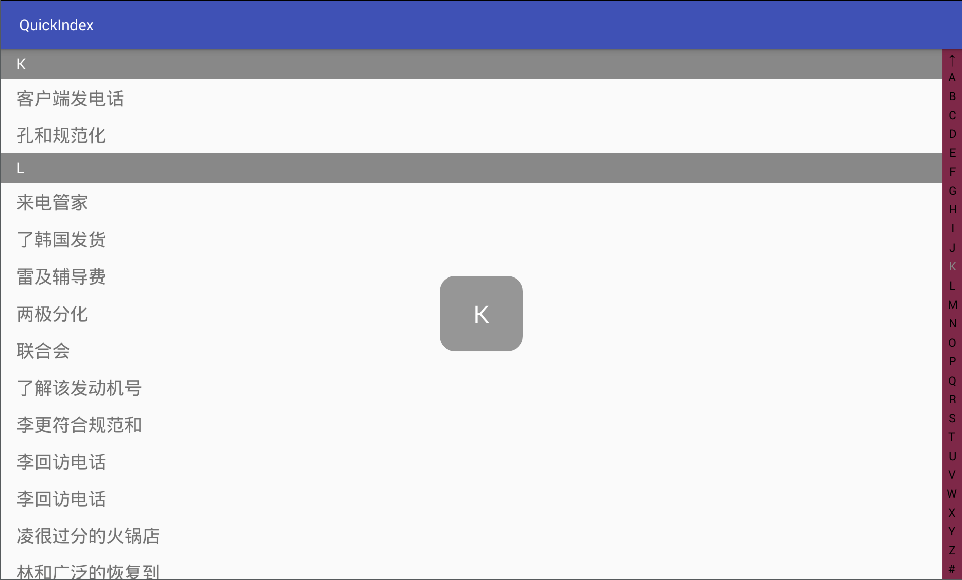 QuickIndex
K
客户端发电话
孔和规范化
L
来电管家
了韩国发货
雷及辅导费
两极分化
联合会
了解该发动机号
李更符合规范和
李回访电话
李回访电话
凌很过分的火锅店
林和广泛的恢复到
K
↑
A
B
C
D
E
F
G
H
I
J
K
L
M
N
O
P
Q
R
S
T
U
V
W
X
Y
Z
#